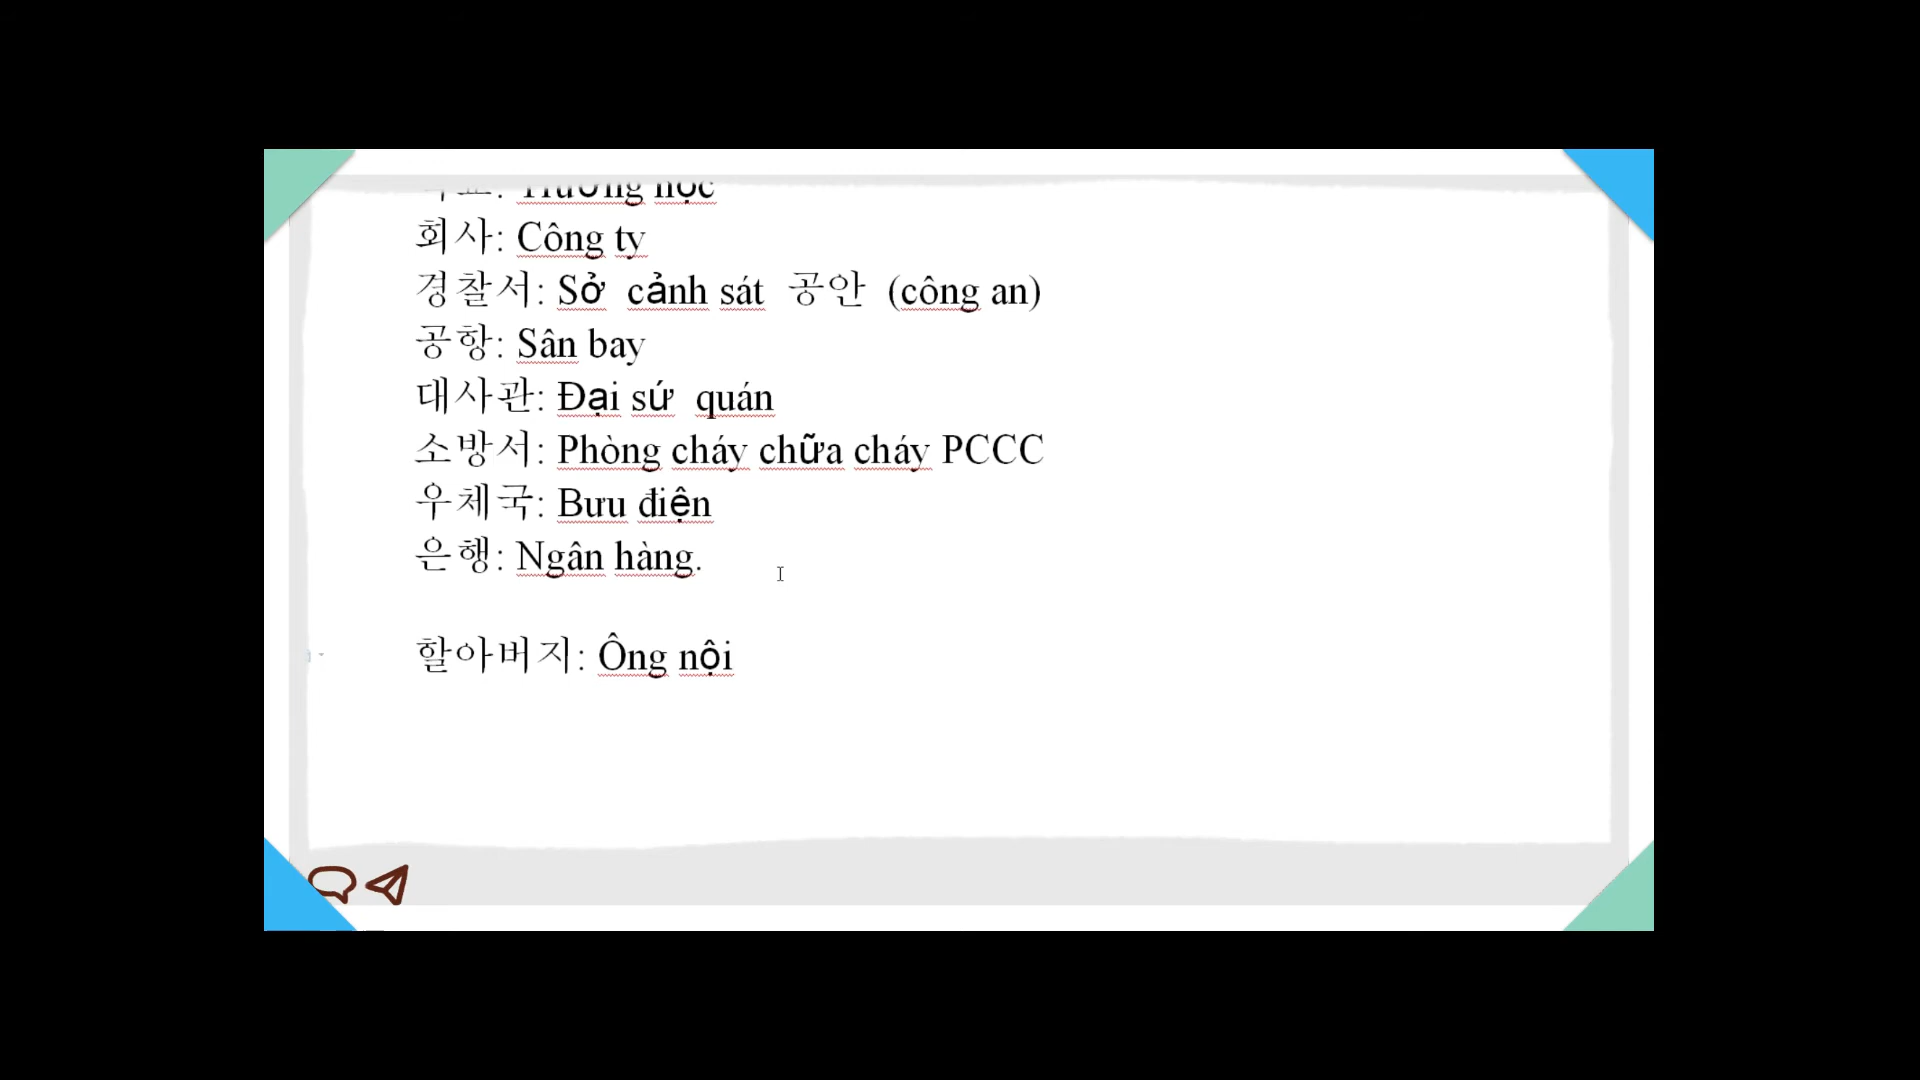 học
회사: Công ty
경찰서: Sở cảnh sát 공안 (công an)
공항: Sân bay
대사관: Đại sứ quán
소방서: Phòng cháy chữa cháy PCCC
우체국: Bưu điện
은행: Ngân hàng.
할아버지: Ông nội